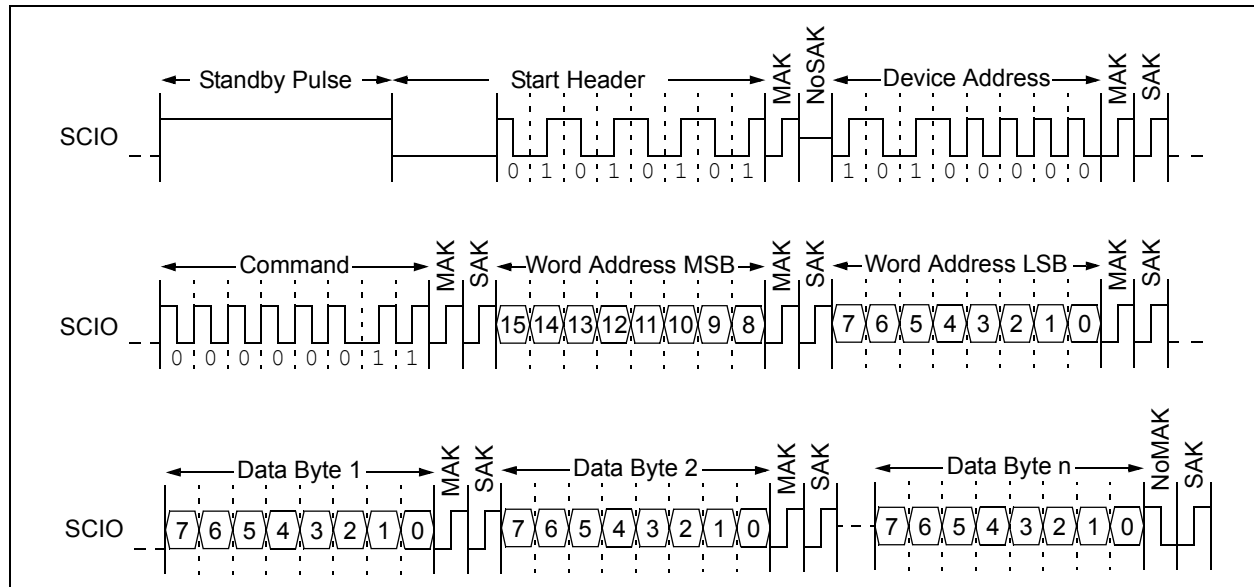 Standby Pulse Start Header MAK NoSAK Device Address MAK SAK
SCIO
0 1 0 1 0 1 0 1 1 0 1 0 0 0 0 0
Command MAK SAK Word Address MSB MAK SAK Word Address LSB MAK SAK
SCIO 15 14 13 12 11 10 9 8 7 6 5 4 3 2 1 0
0 0 0 0 0 0 1 1
Data Byte 1 MAK SAK Data Byte 2 MAK SAK Data Byte n NoMAK SAK
SCIO 7 6 5 4 3 2 1 0 7 6 5 4 3 2 1 0 7 6 5 4 3 2 1 0